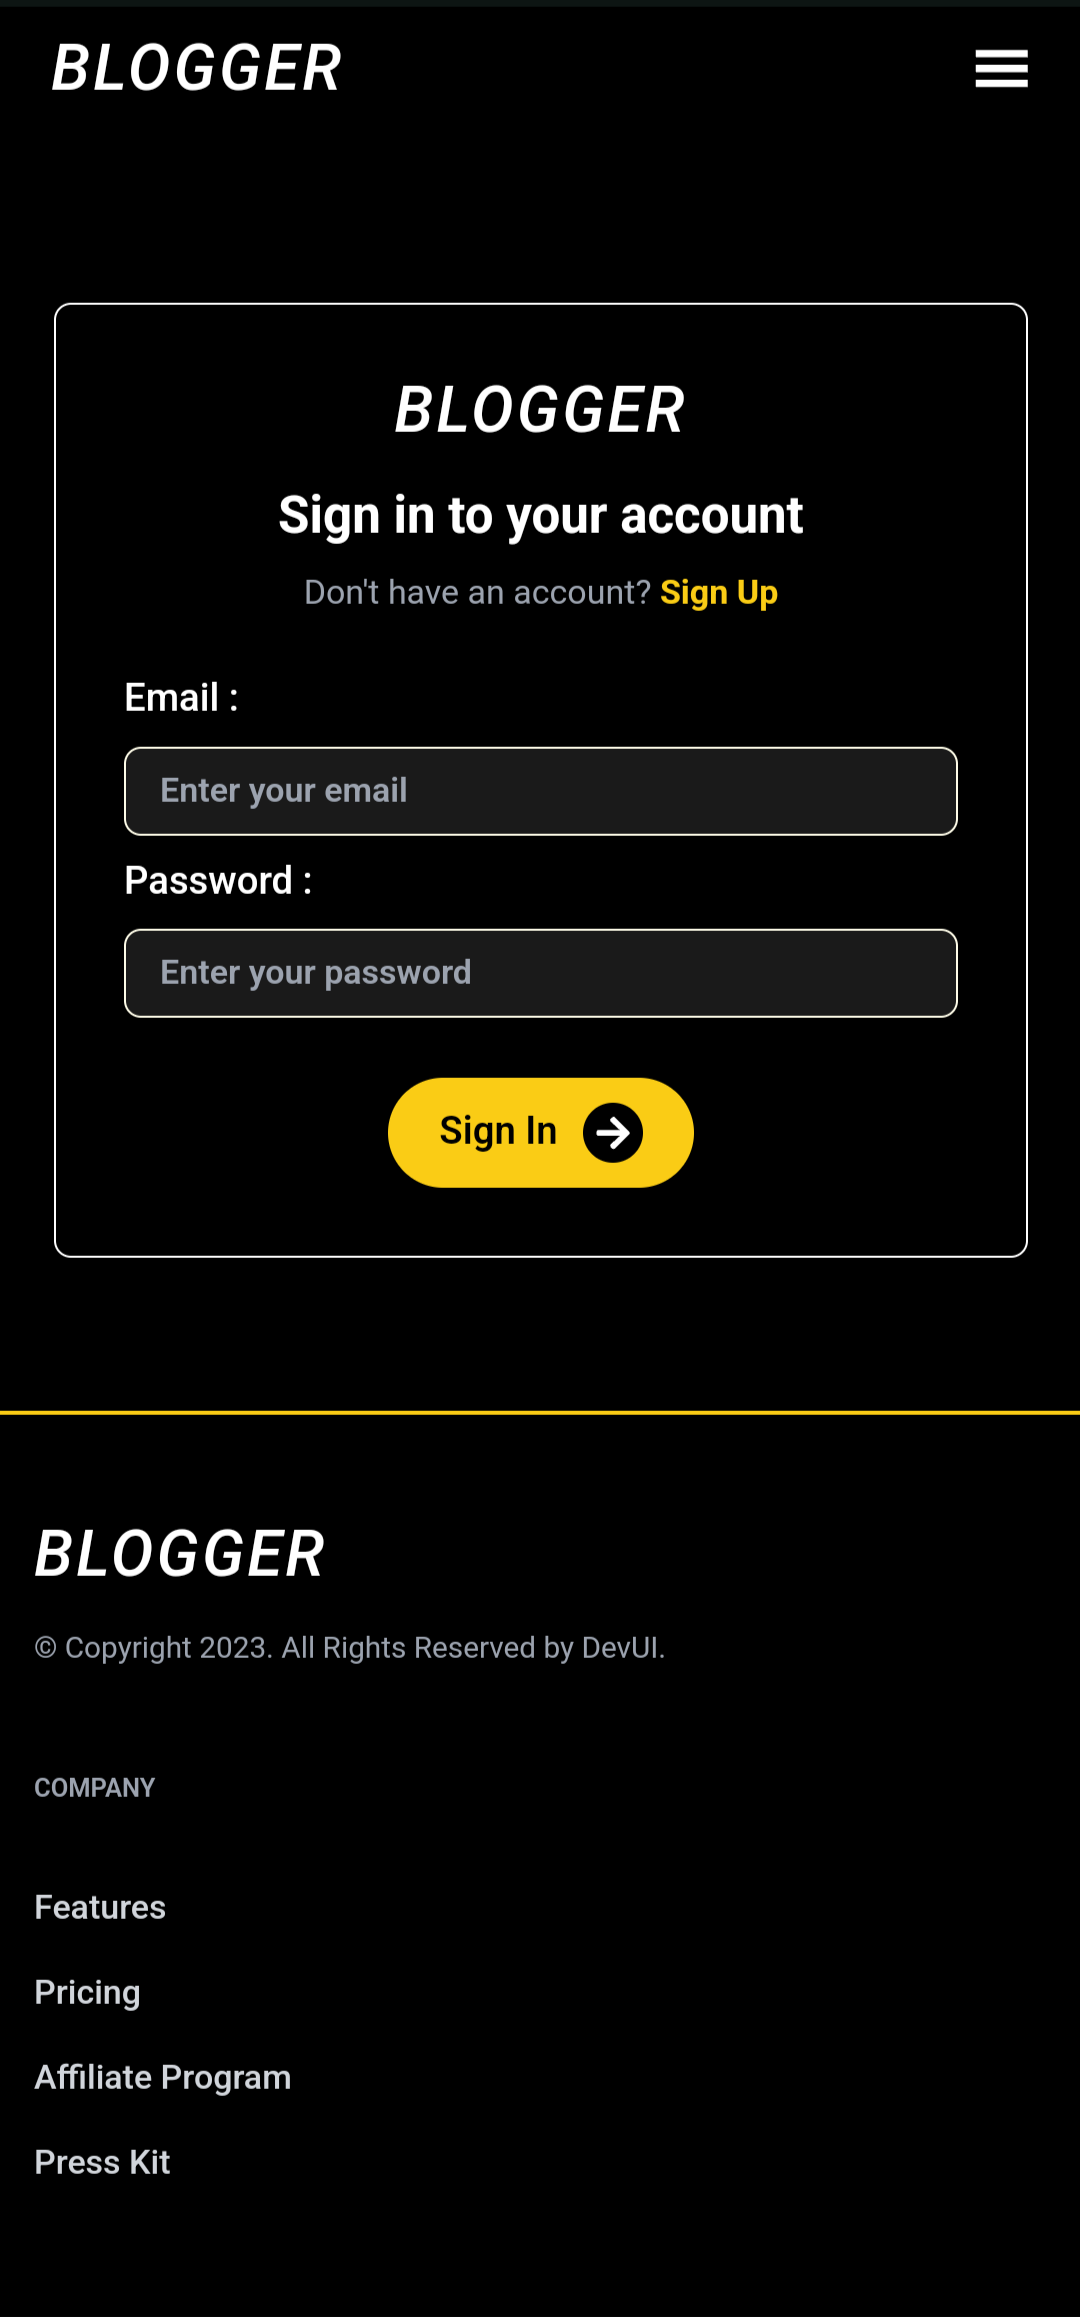 BLOGGER
BLOGGER
Sign in to your account
Don't have an account? Sign Up
Email :
Enter your email
Password :
Enter your password
Sign In
BLOGGER
© Copyright 2023. All Rights Reserved by DevUI.
COMPANY
Features
Pricing
Affiliate Program
Press Kit